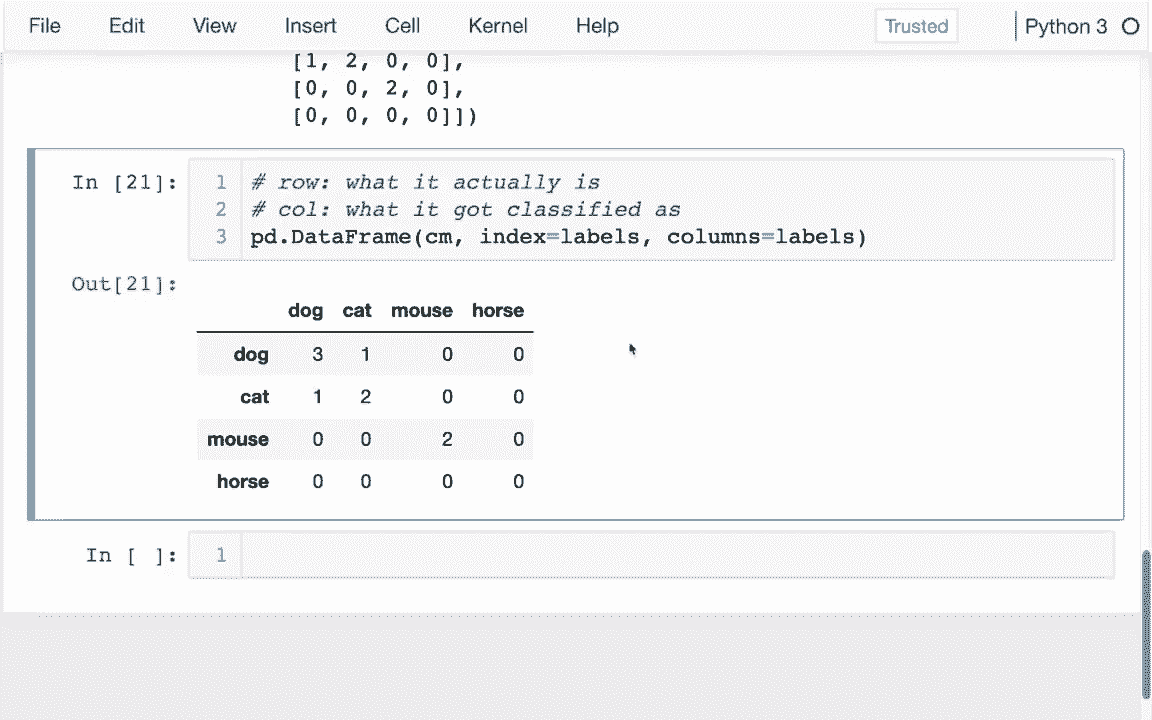 File Edit View Insert Cell Kernel Help Trusted Python 3
[1, 2, 0, 0],
[0, 0, 2, 0],
[0, 0, 0, 0]])
In [21]: 1 # row: what it actually is
2 # col: what it got classified as
3 pd.DataFrame(cm, index=labels, columns=labels)
Out[21]:
dog cat mouse horse
dog 3 1 0 0
cat 1 2 0 0
mouse 0 0 2 0
horse 0 0 0 0
In [ ]: 1